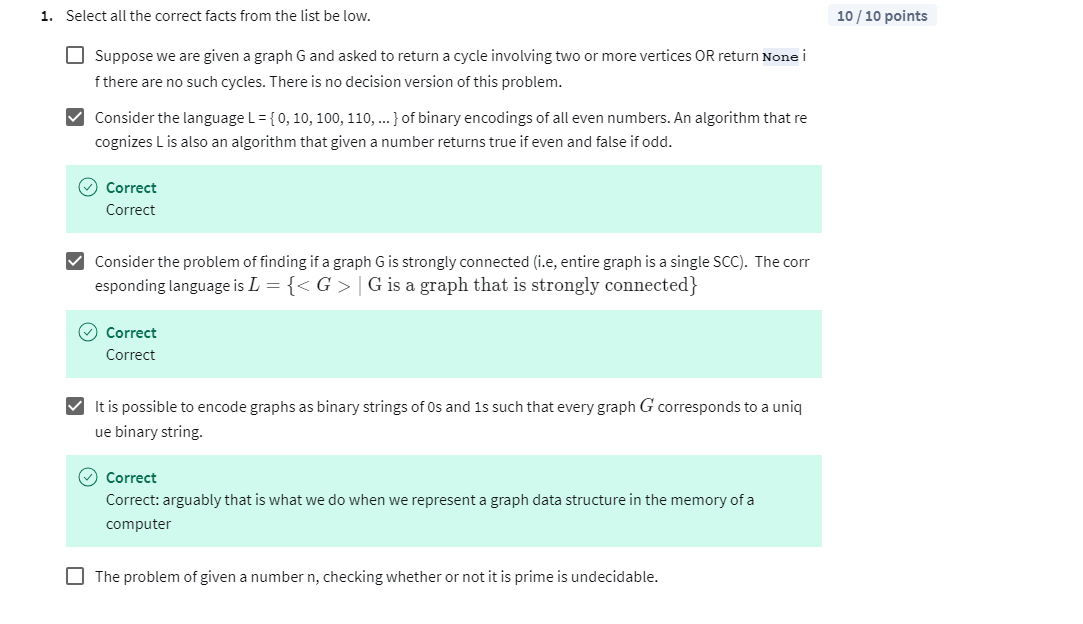 1. Select all the correct facts from the list be low.
10 / 10 points
Suppose we are given a graph G and asked to return a cycle involving two or more vertices OR return None i
f there are no such cycles. There is no decision version of this problem.
Consider the language L = { 0, 10, 100, 110, ... } of binary encodings of all even numbers. An algorithm that re
cognizes L is also an algorithm that given a number returns true if even and false if odd.
Correct
Correct
Consider the problem of finding if a graph G is strongly connected (i.e, entire graph is a single SCC). The corr
esponding language is L = {< G > | G is a graph that is strongly connected}
Correct
Correct
It is possible to encode graphs as binary strings of 0s and 1s such that every graph G corresponds to a uniq
ue binary string.
Correct
Correct: arguably that is what we do when we represent a graph data structure in the memory of a
computer
The problem of given a number n, checking whether or not it is prime is undecidable.